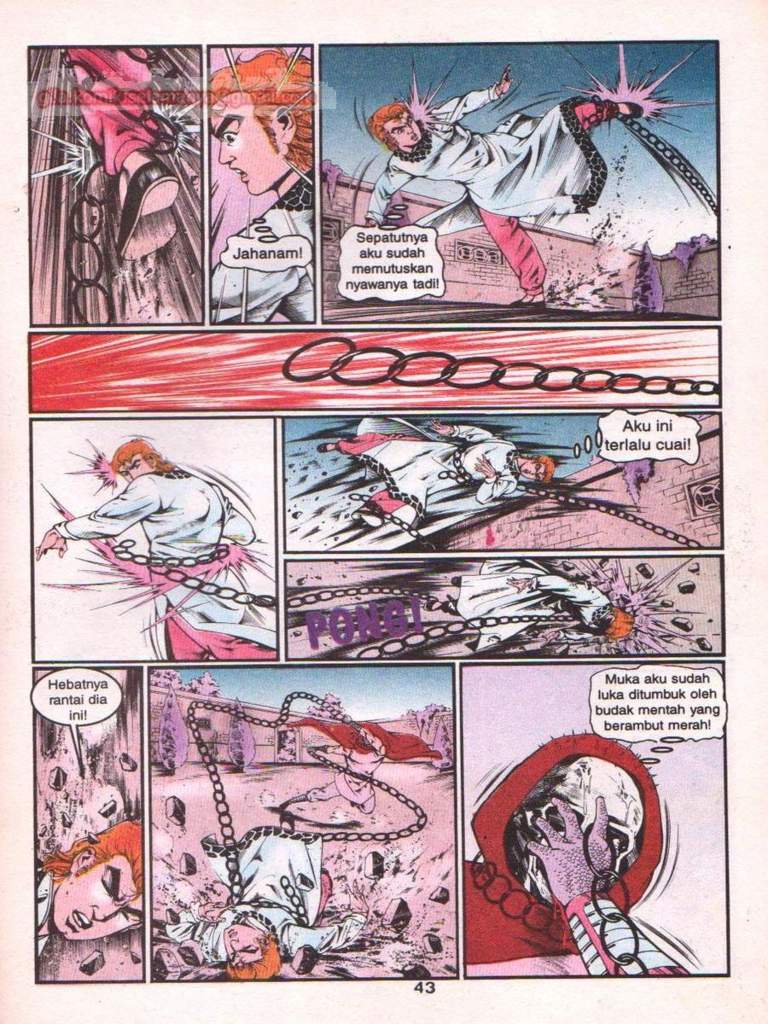 Jahanam!
Sepatutnya
aku sudah
memutuskan
nyawanya tadi!
Aku ini
terlalu cuai!
PONG!
Hebatnya
rantai dia
ini!
Muka aku sudah
luka ditumbuk oleh
budak mentah yang
berambut merah!
43